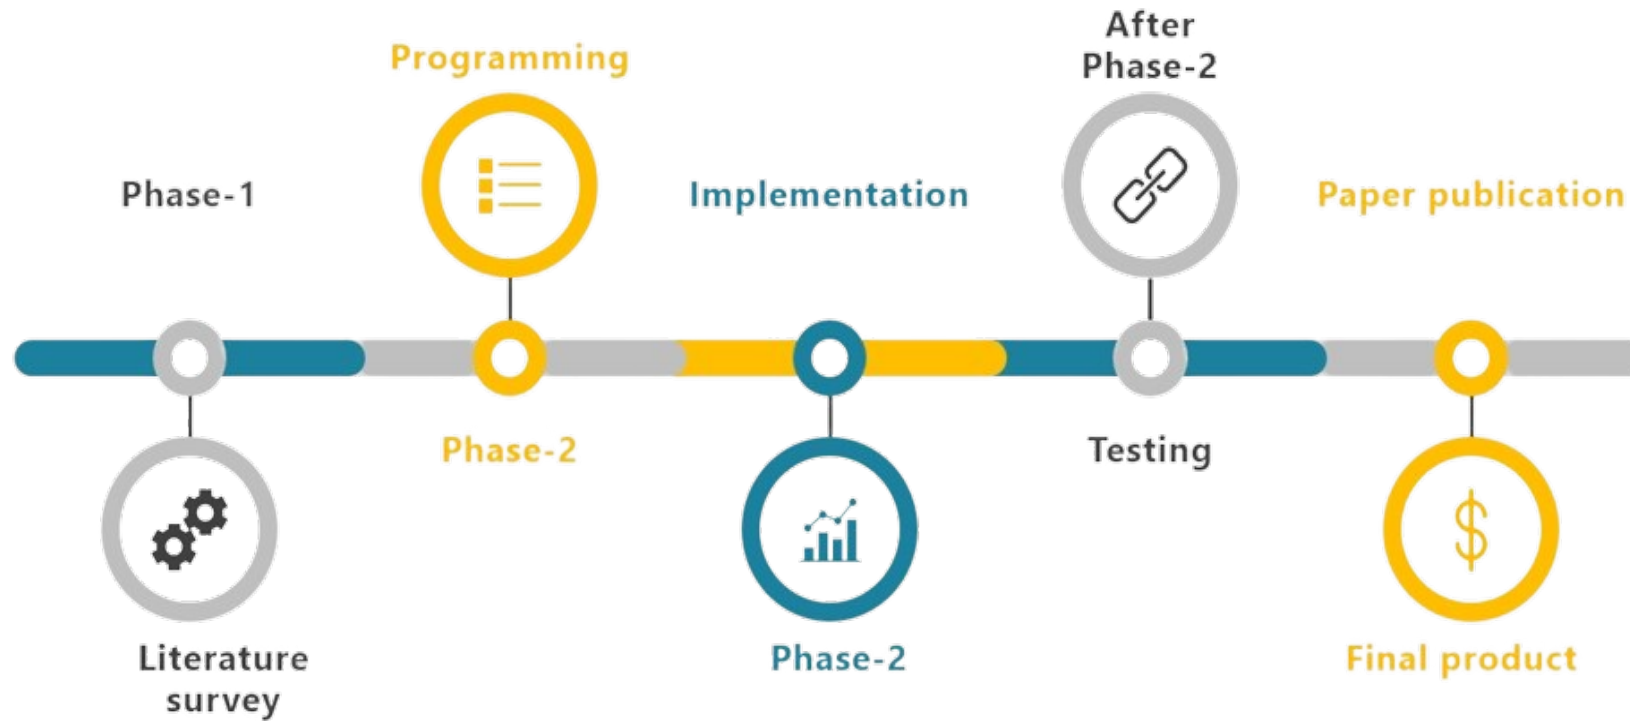 Phase-1
Literature
survey
Programming
Phase-2
Implementation
Phase-2
After
Phase-2
Testing
Paper publication
Final product